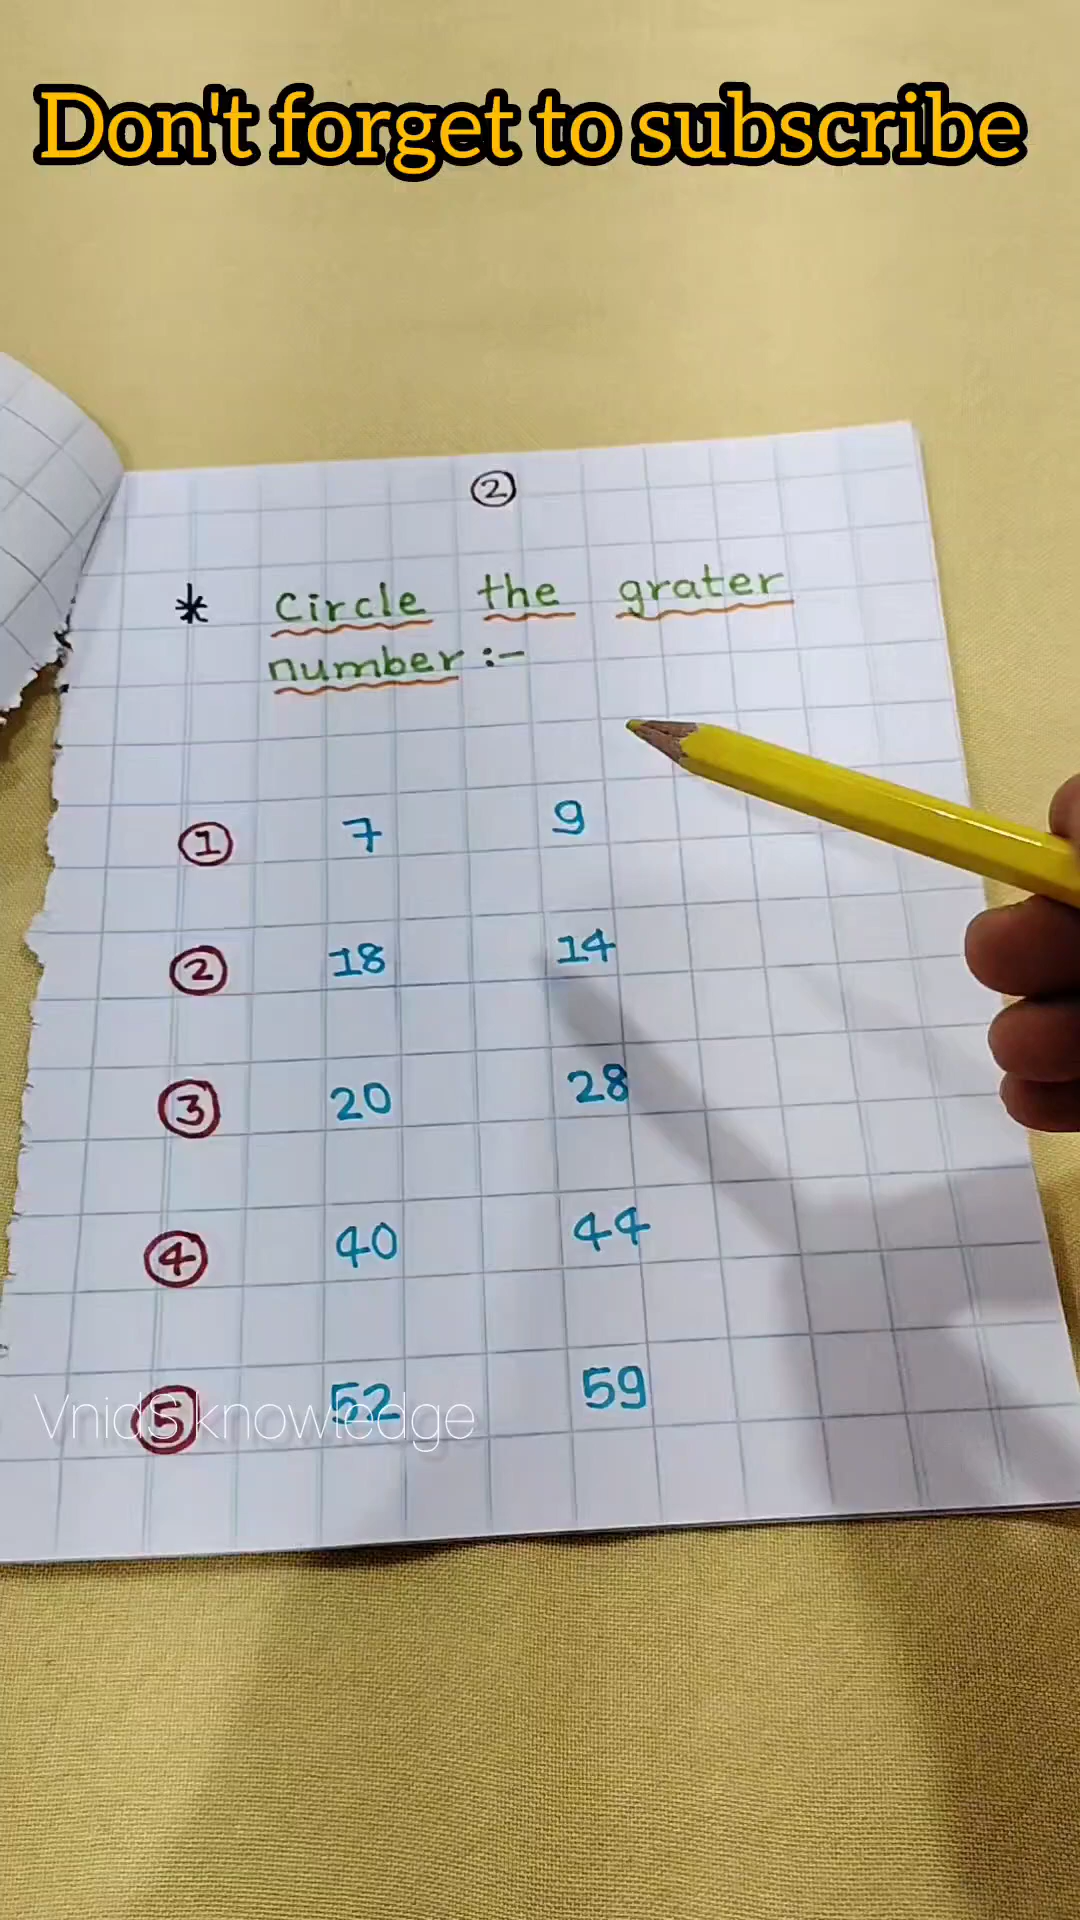 Don't forget to subscribe
2
* Circle the grater
number :-
1 7 9
2 18 14
3 20 28
4 40 44
5 52 59
VnidS knowledge